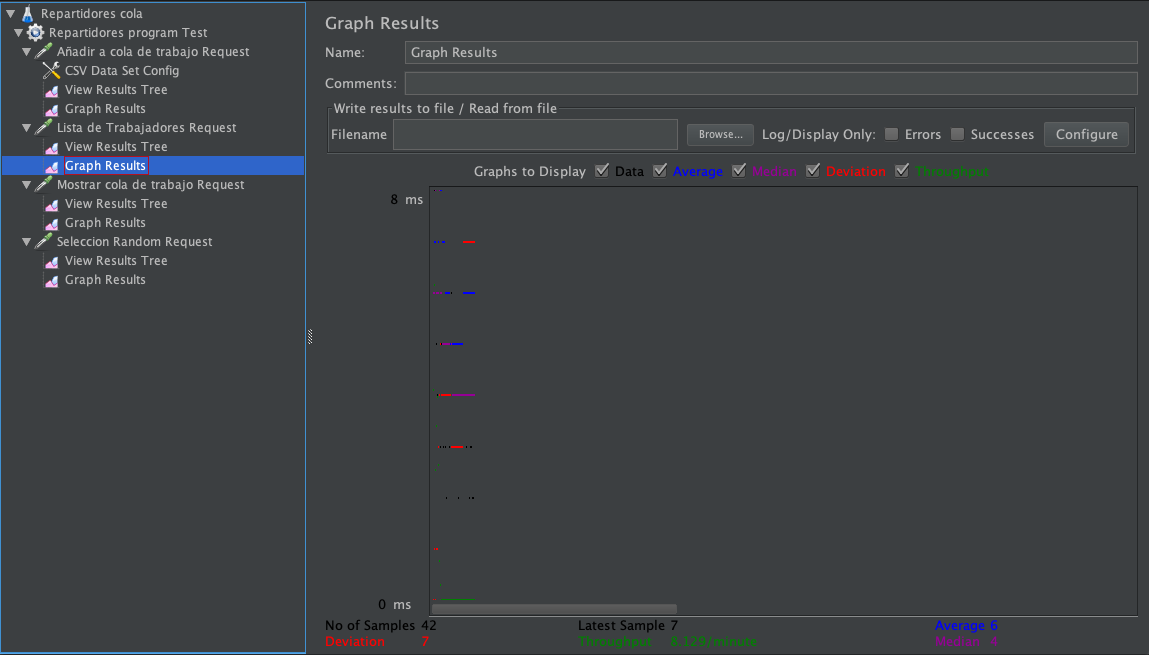 Repartidores cola
Repartidores program Test
Añadir a cola de trabajo Request
CSV Data Set Config
View Results Tree
Graph Results
Lista de Trabajadores Request
View Results Tree
Graph Results
Mostrar cola de trabajo Request
View Results Tree
Graph Results
Seleccion Random Request
View Results Tree
Graph Results
Graph Results
Name: Graph Results
Comments:
Write results to file / Read from file
Filename Browse... Log/Display Only: Errors Successes Configure
Graphs to Display Data Average Median Deviation Throughput
8 ms
0 ms
No of Samples 42 Latest Sample 7 Average 6
Deviation 7 Throughput 8.129/minute Median